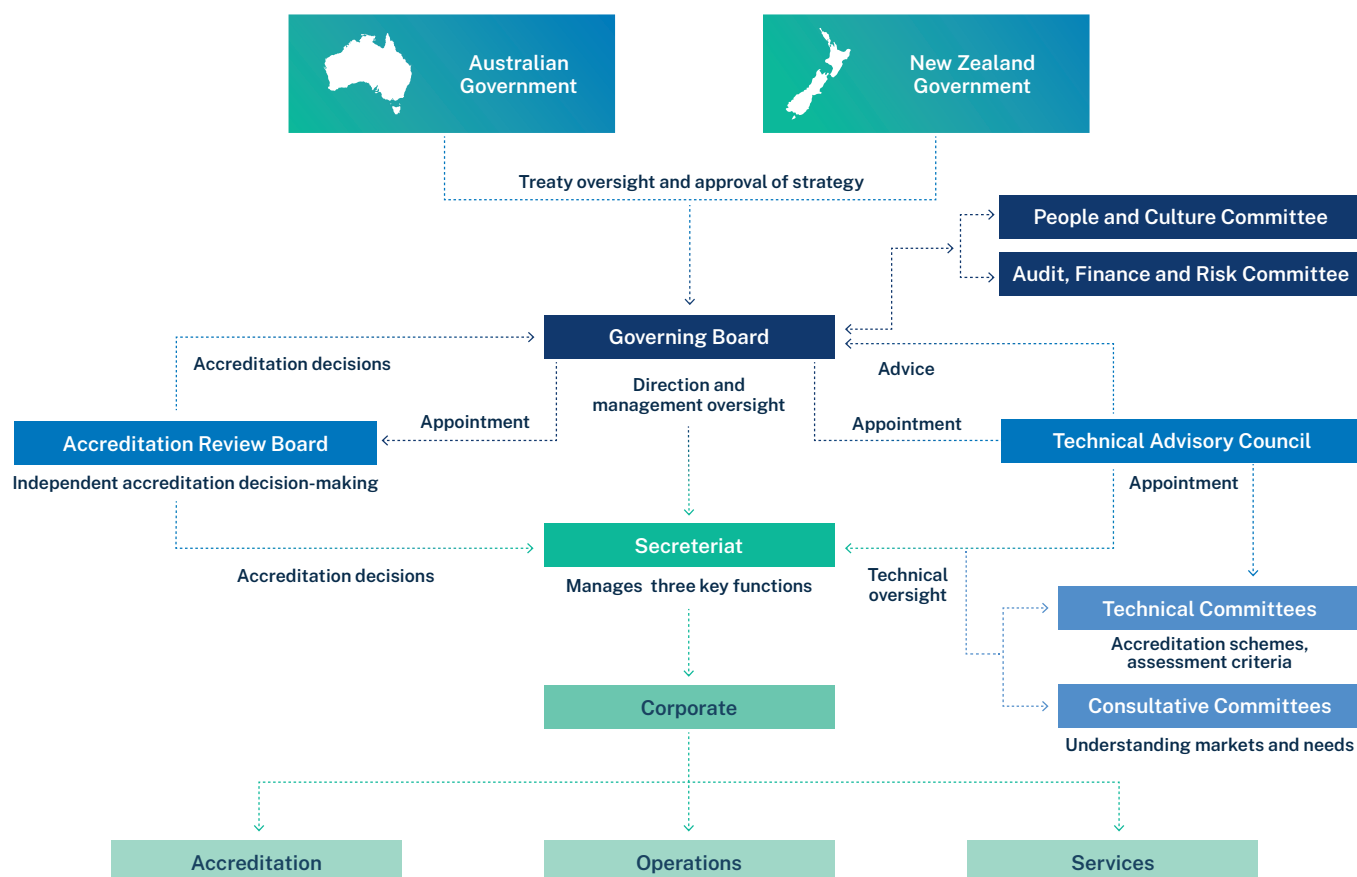 Australian
Government
New Zealand
Government
Treaty oversight and approval of strategy
People and Culture Committee
Audit, Finance and Risk Committee
Governing Board
Accreditation decisions
Advice
Direction and
management oversight
Appointment
Appointment
Accreditation Review Board
Technical Advisory Council
Independent accreditation decision-making
Appointment
Secreteriat
Accreditation decisions
Manages three key functions
Technical
oversight
Technical Committees
Accreditation schemes,
assessment criteria
Corporate
Consultative Committees
Understanding markets and needs
Accreditation
Operations
Services